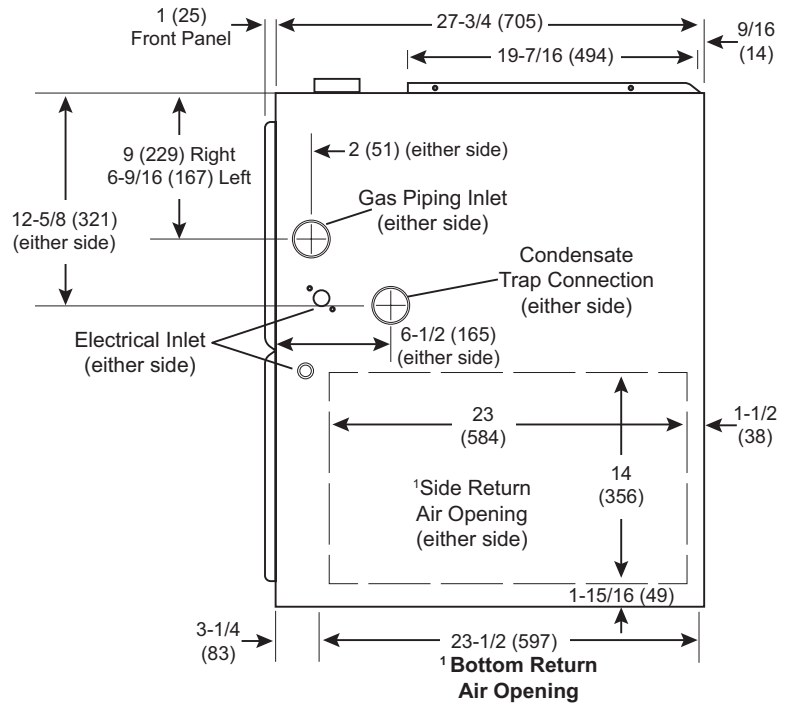 1 (25)
Front Panel
27-3/4 (705)
9/16
(14)
19-7/16 (494)
9 (229) Right
6-9/16 (167) Left
2 (51) (either side)
12-5/8 (321)
(either side)
Gas Piping Inlet
(either side)
Condensate
Trap Connection
(either side)
Electrical Inlet
(either side)
6-1/2 (165)
(either side)
23
(584)
1-1/2
(38)
14
(356)
¹Side Return
Air Opening
(either side)
1-15/16 (49)
3-1/4
(83)
23-1/2 (597)
¹ Bottom Return
Air Opening